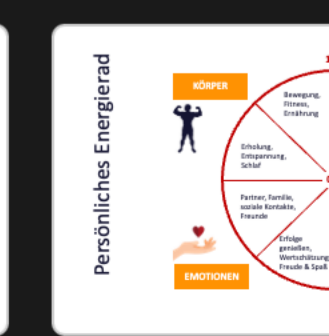 Persönliches Energierad
KÖRPER
Bewegung,
Fitness,
Ernährung
Erholung,
Entspannung,
Schlaf
Partner, Familie,
soziale Kontakte,
Freunde
Erfolge
genießen,
Wertschätzung
Freude & Spaß
EMOTIONEN